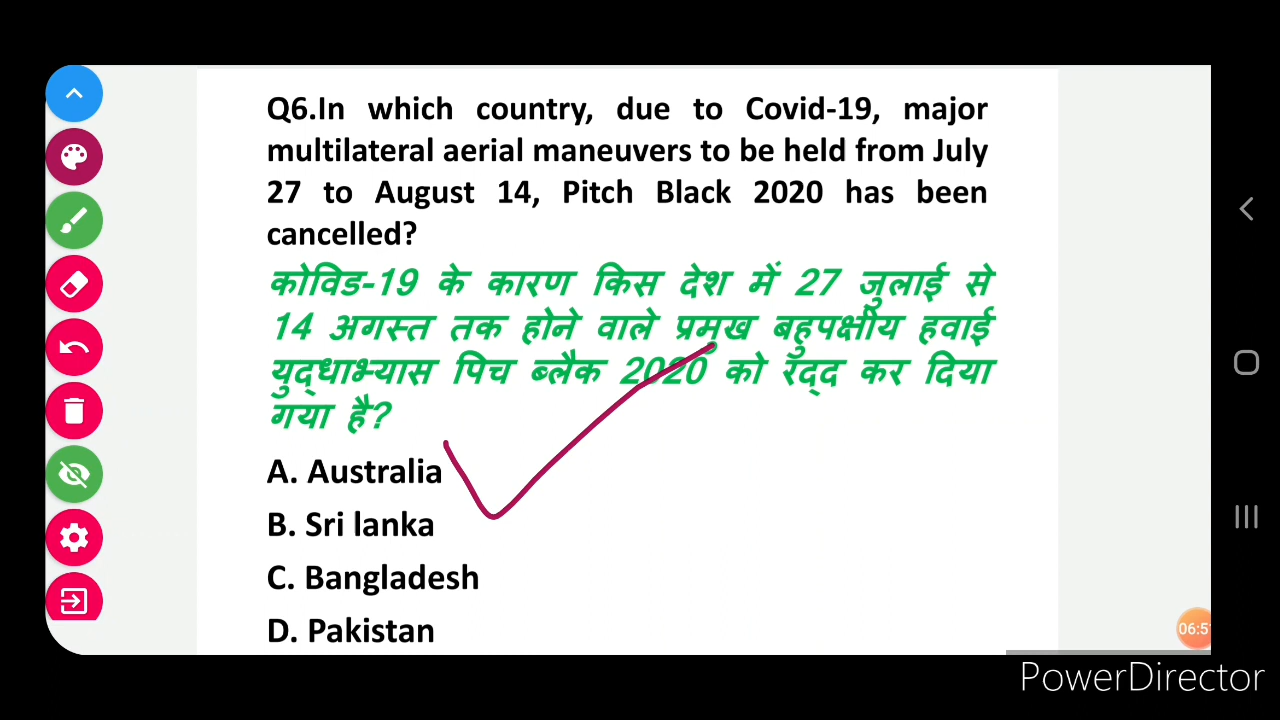 Q6.In which country, due to Covid-19, major
multilateral aerial maneuvers to be held from July
27 to August 14, Pitch Black 2020 has been
cancelled?
कोविड-19 के कारण किस देश में 27 जुलाई से
14 अगस्त तक होने वाले प्रमुख बहुपक्षीय हवाई
युद्धाभ्यास पिच ब्लैक 2020 को रद्द कर दिया
गया है?
A. Australia
B. Sri lanka
C. Bangladesh
D. Pakistan
06:51
PowerDirector